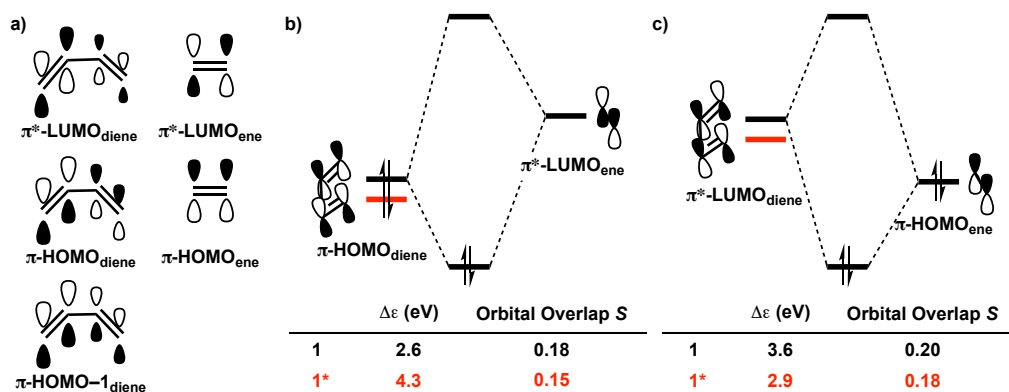 a)
π*-LUMOdiene
π*-LUMOene
π-HOMOdiene
π-HOMOene
π-HOMO–1diene
b)
π*-LUMOene
π-HOMOdiene
Δε (eV) Orbital Overlap S
1 2.6 0.18
1* 4.3 0.15
c)
π*-LUMOdiene
π-HOMOene
Δε (eV) Orbital Overlap S
1 3.6 0.20
1* 2.9 0.18